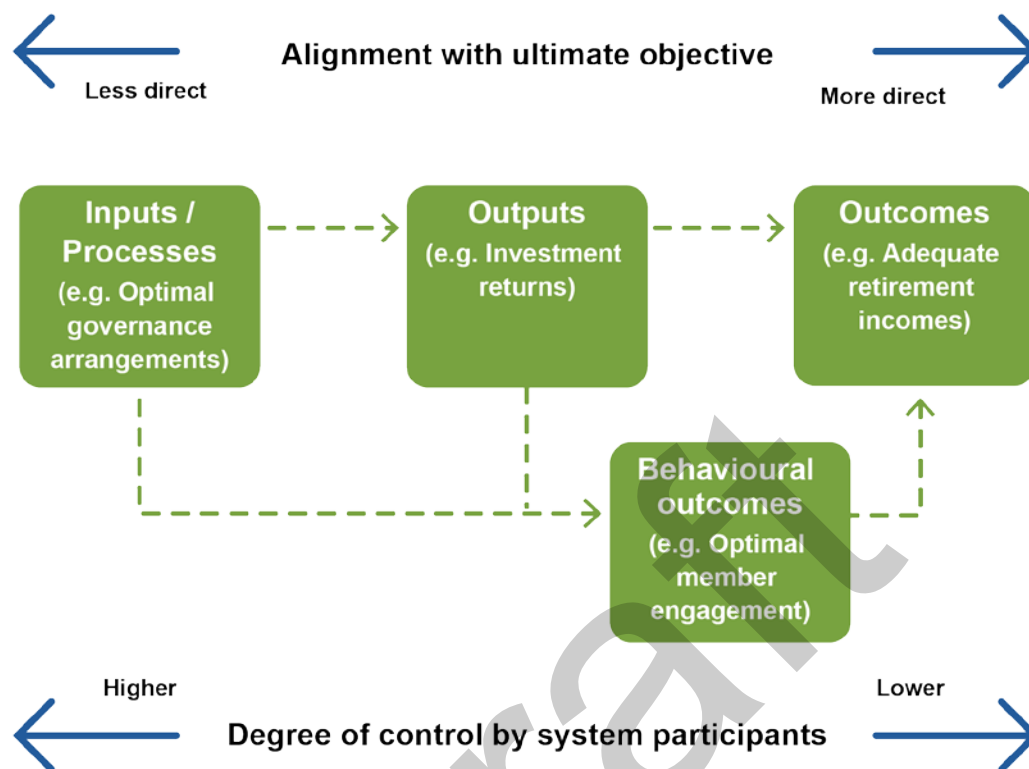 Alignment with ultimate objective
Less direct
More direct
Inputs /
Processes
(e.g. Optimal
governance
arrangements)
Outputs
(e.g. Investment
returns)
Outcomes
(e.g. Adequate
retirement
incomes)
Behavioural
outcomes
(e.g. Optimal
member
engagement)
Higher
Lower
Degree of control by system participants
raft